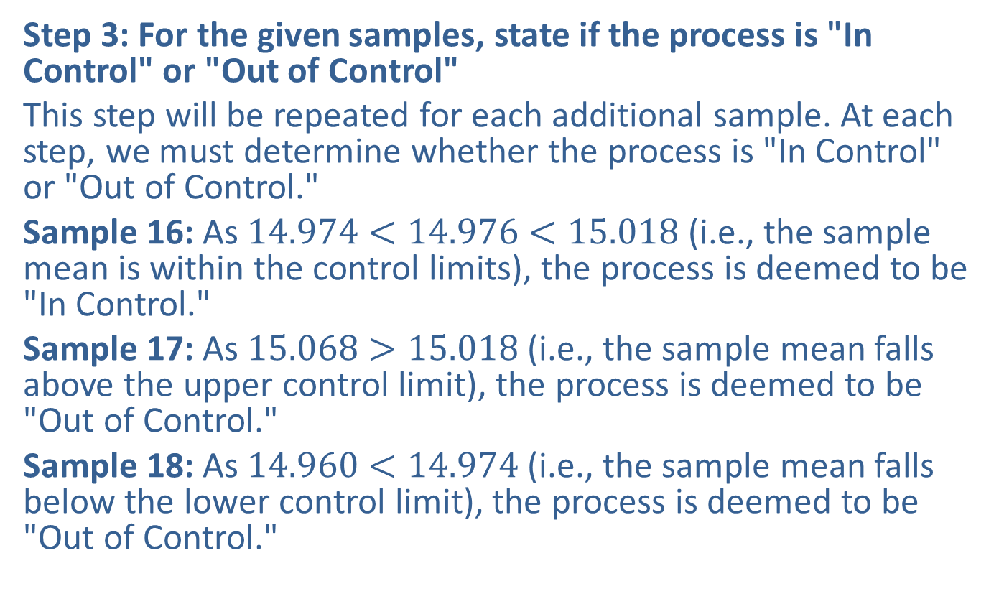 Step 3: For the given samples, state if the process is "In
Control" or "Out of Control"
This step will be repeated for each additional sample. At each
step, we must determine whether the process is "In Control"
or "Out of Control."
Sample 16: As 14.974 < 14.976 < 15.018 (i.e., the sample
mean is within the control limits), the process is deemed to be
"In Control."
Sample 17: As 15.068 > 15.018 (i.e., the sample mean falls
above the upper control limit), the process is deemed to be
"Out of Control."
Sample 18: As 14.960 < 14.974 (i.e., the sample mean falls
below the lower control limit), the process is deemed to be
"Out of Control."